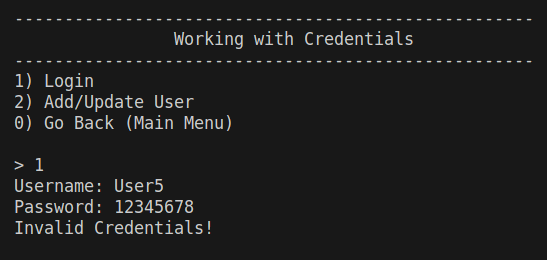 ----------------------------------------------------
Working with Credentials
----------------------------------------------------
1) Login
2) Add/Update User
0) Go Back (Main Menu)
> 1
Username: User5
Password: 12345678
Invalid Credentials!